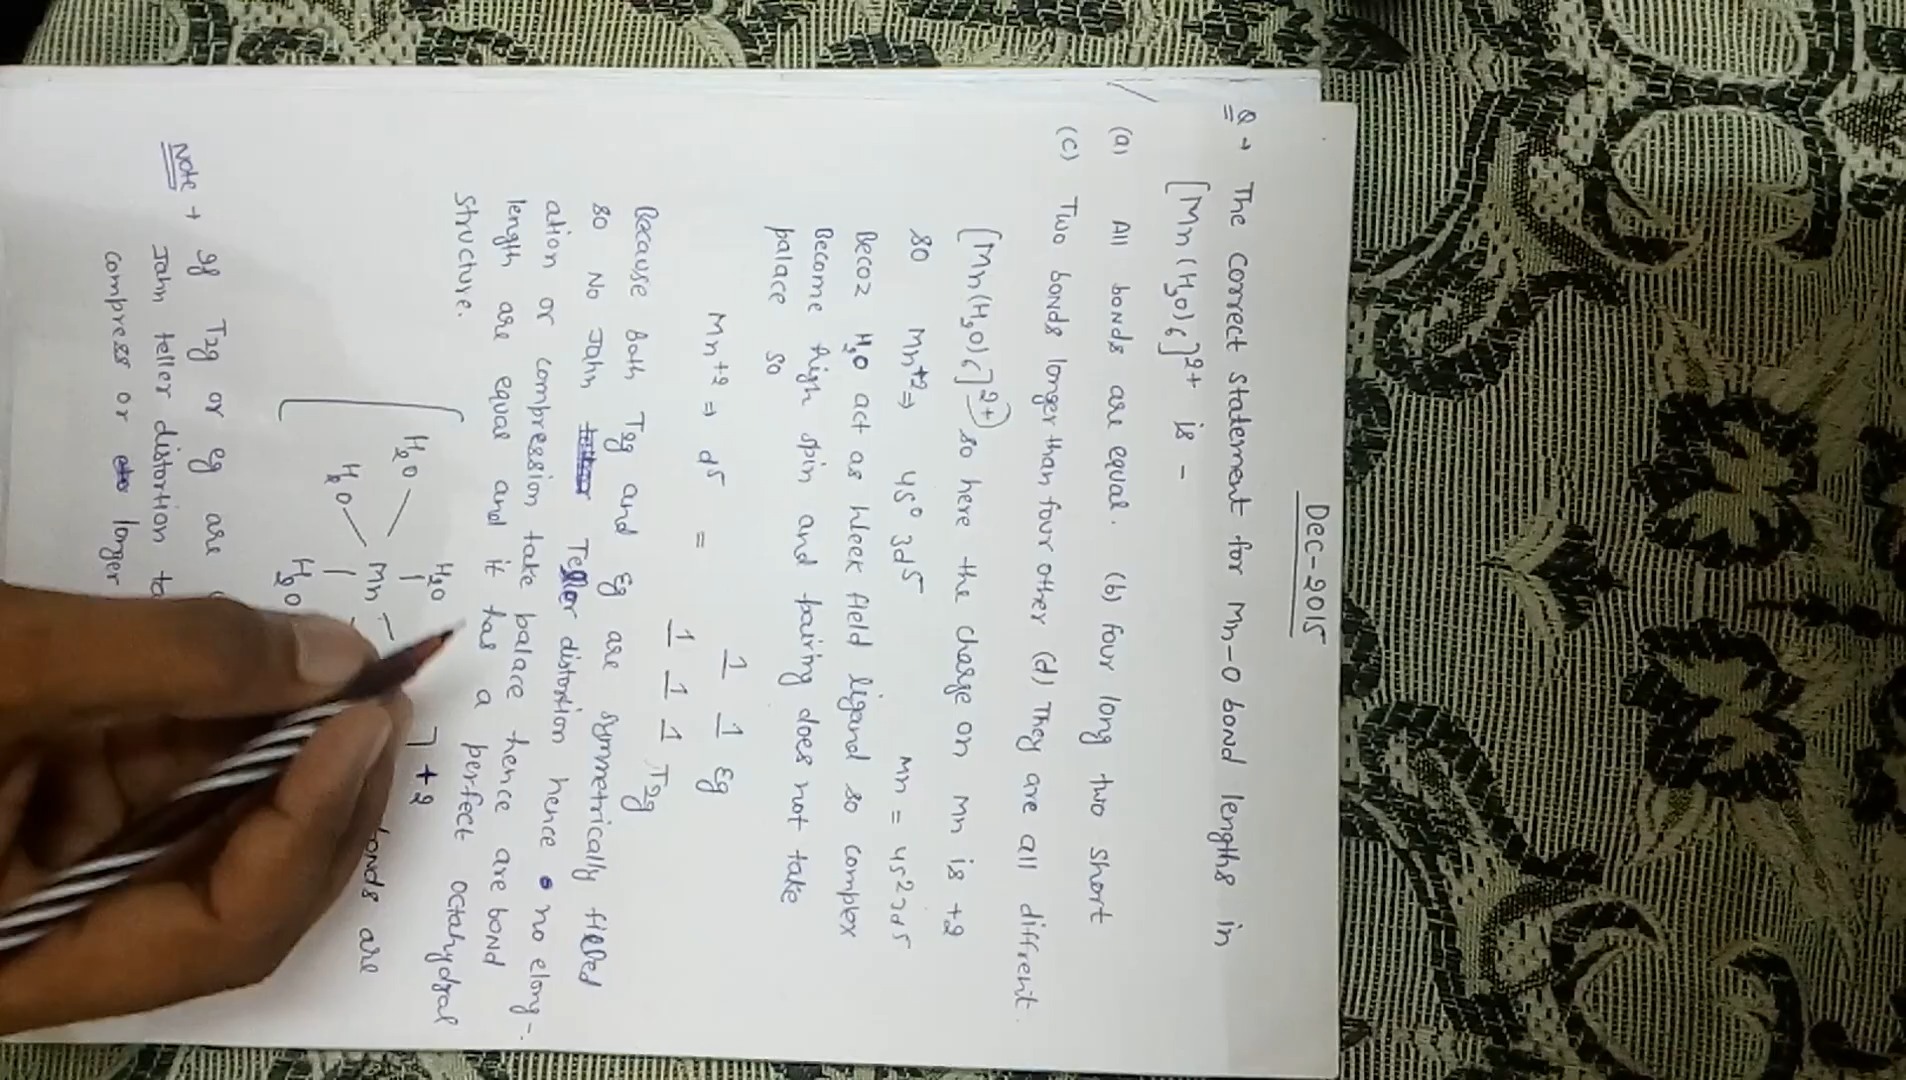 Dec-2015
Q → The correct statement for Mn-O bond lengths in
[Mn(H2O)6]2+ is -
(a) All bonds are equal. (b) four long two short
(c) Two bonds longer than four other (d) They are all diffrent.
[Mn(H2O)6]2+ so here the charge on Mn is +2
so Mn+2 ⇒ 4s0 3d5 Mn = 4s2 3d5
Becoz H2O act as Week field ligand so complex
Become high spin and pairing does not take
palace so
1 1 Eg
Mn+2 ⇒ d5 =
1 1 1 T2g
Because Both T2g and Eg are symmetrically filled
so No Jahn Teller distortion hence no elong-
ation or compression take palace hence are bond
length are equal and it has a perfect octahydral
structure.
H2O H2O
H2O Mn
H2O
] +2
Note → If T2g or eg are
Jahn teller distortion ta onds are
compress or longer